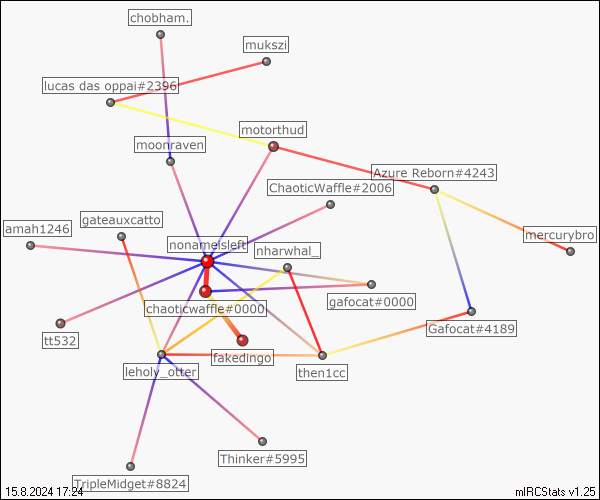 chobham.
mukszi
lucas das oppai#2396
motorthud
moonraven
Azure Reborn#4243
ChaoticWaffle#2006
gateauxcatto
amah1246
mercurybro
nonameisleft
nharwhal_
gafocat#0000
chaoticwaffle#0000
Gafocat#4189
tt532
fakedingo
leholy_otter
then1cc
Thinker#5995
TripleMidget#8824
15.8.2024 17:24
mIRCStats v1.25